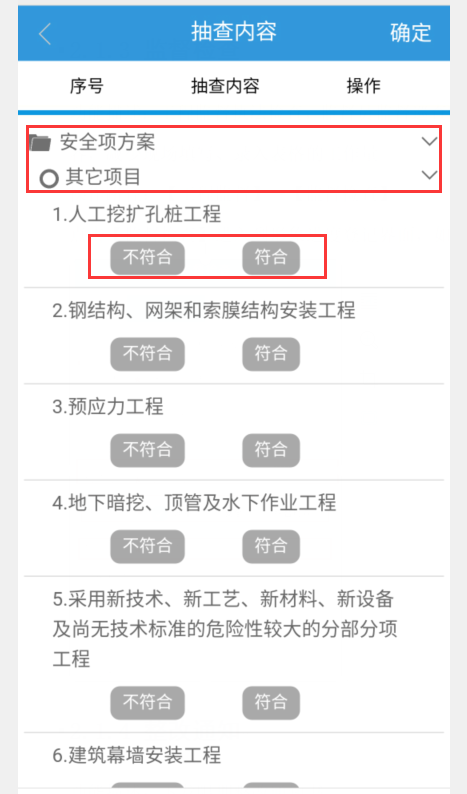 抽查内容 确定
序号 抽查内容 操作
安全项方案
其它项目
1.人工挖扩孔桩工程
不符合 符合
2.钢结构、网架和索膜结构安装工程
不符合 符合
3.预应力工程
不符合 符合
4.地下暗挖、顶管及水下作业工程
不符合 符合
5.采用新技术、新工艺、新材料、新设备
及尚无技术标准的危险性较大的分部分项
工程
不符合 符合
6.建筑幕墙安装工程